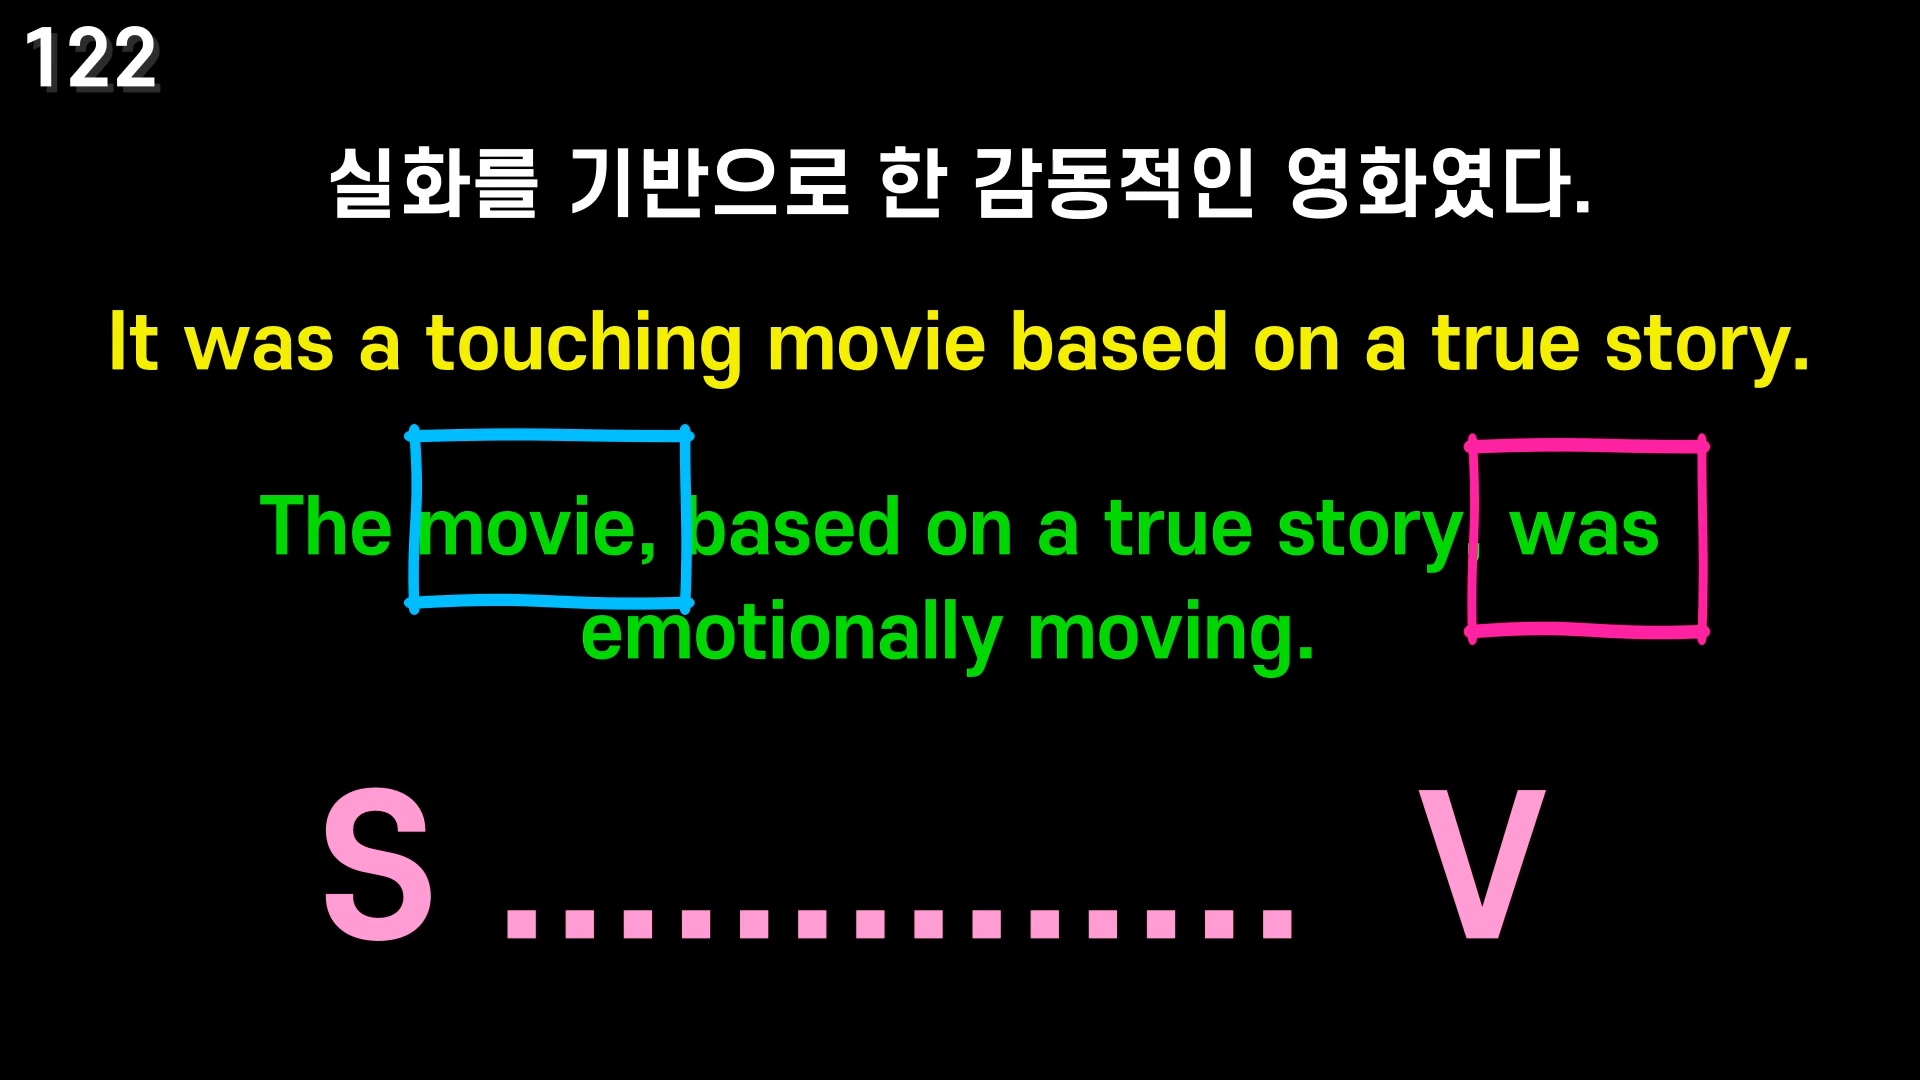 122
실화를 기반으로 한 감동적인 영화였다.
It was a touching movie based on a true story.
The movie, based on a true story, was
emotionally moving.
S .............. V